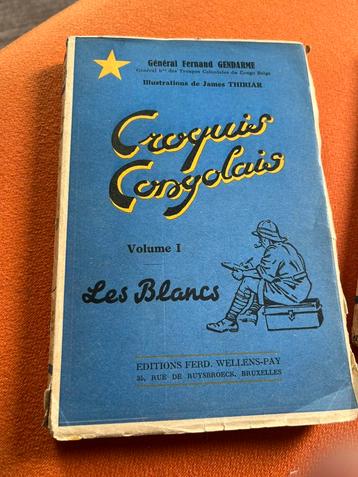 Général Fernand GENDARME
Général hre des Troupes Coloniales du Congo Belge
Illustrations de James THIRIAR
Croquis
Congolais
Volume I
Les Blancs
EDITIONS FERD. WELLENS-PAY
35, RUE DE RUYSBROECK, BRUXELLES